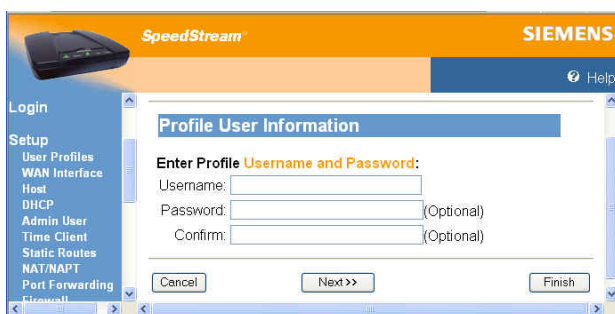 SpeedStream®
SIEMENS
Help
Login
Setup
User Profiles
WAN Interface
Host
DHCP
Admin User
Time Client
Static Routes
NAT/NAPT
Port Forwarding
Firewall
Profile User Information
Enter Profile Username and Password:
Username:
Password: (Optional)
Confirm: (Optional)
Cancel
Next >>
Finish